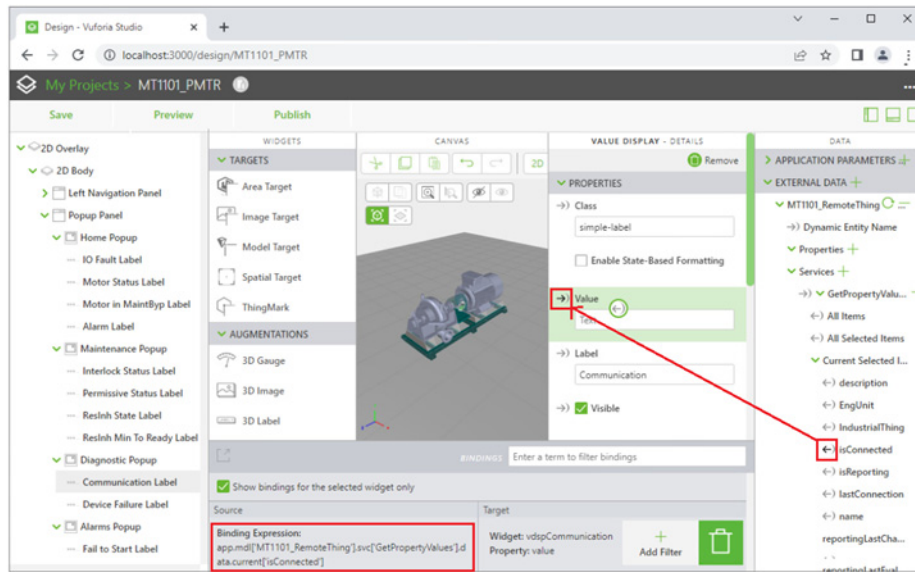 Design - Vuforia Studio
localhost:3000/design/MT1101_PMTR
My Projects > MT1101_PMTR
Save
Preview
Publish
2D Overlay
2D Body
Left Navigation Panel
Popup Panel
Home Popup
IO Fault Label
Motor Status Label
Motor in MaintByp Label
Alarm Label
Maintenance Popup
Interlock Status Label
Permissive Status Label
ResInh State Label
ResInh Min To Ready Label
Diagnostic Popup
Communication Label
Device Failure Label
Alarms Popup
Fail to Start Label
WIDGETS
TARGETS
Area Target
Image Target
Model Target
Spatial Target
ThingMark
AUGMENTATIONS
3D Gauge
3D Image
3D Label
CANVAS
2D
VALUE DISPLAY - DETAILS
Remove
PROPERTIES
Class
simple-label
Enable State-Based Formatting
Value
Text
Label
Communication
Visible
DATA
APPLICATION PARAMETERS
EXTERNAL DATA
MT1101_RemoteThing
Dynamic Entity Name
Properties
Services
GetPropertyValu...
All Items
All Selected Items
Current Selected I...
description
EngUnit
IndustrialThing
isConnected
isReporting
lastConnection
name
reportingLastCha...
reportingLastEval
BINDINGS
Enter a term to filter bindings
Show bindings for the selected widget only
Source
Binding Expression:
app.mdl['MT1101_RemoteThing'].svc['GetPropertyValues'].d
ata.current['isConnected']
Target
Widget: vdspCommunication
Property: value
Add Filter